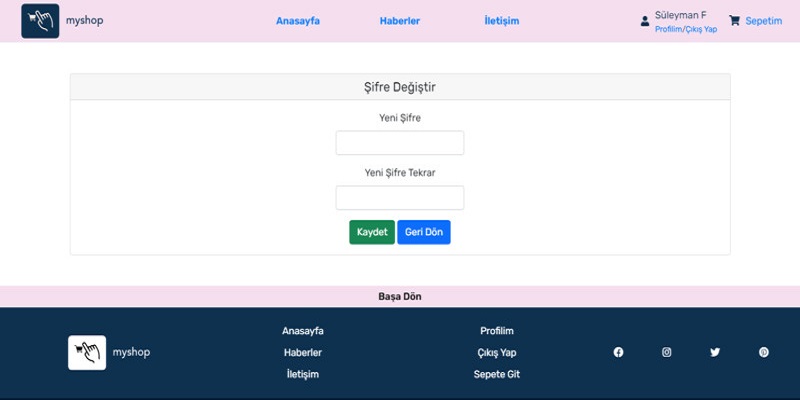 myshop
Anasayfa
Haberler
İletişim
Süleyman F
Profilim/Çıkış Yap
Sepetim
Şifre Değiştir
Yeni Şifre
Yeni Şifre Tekrar
Kaydet
Geri Dön
Başa Dön
myshop
Anasayfa
Haberler
İletişim
Profilim
Çıkış Yap
Sepete Git